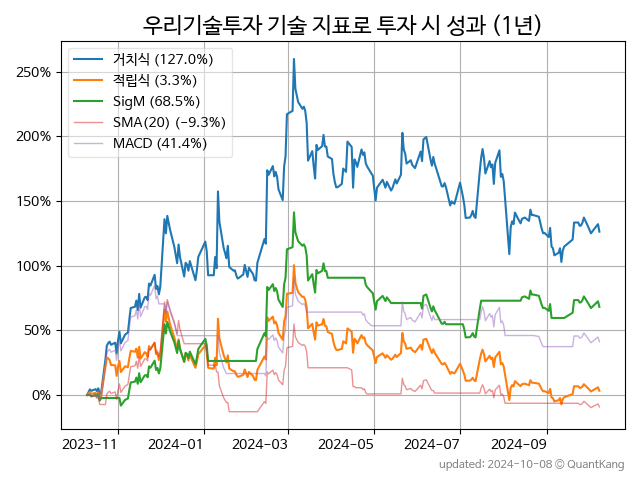 우리기술투자 기술 지표로 투자 시 성과 (1년)
거치식 (127.0%)
적립식 (3.3%)
SigM (68.5%)
SMA(20) (−9.3%)
MACD (41.4%)
250%
200%
150%
100%
50%
0%
2023-11 2024-01 2024-03 2024-05 2024-07 2024-09
updated: 2024-10-08 © QuantKang